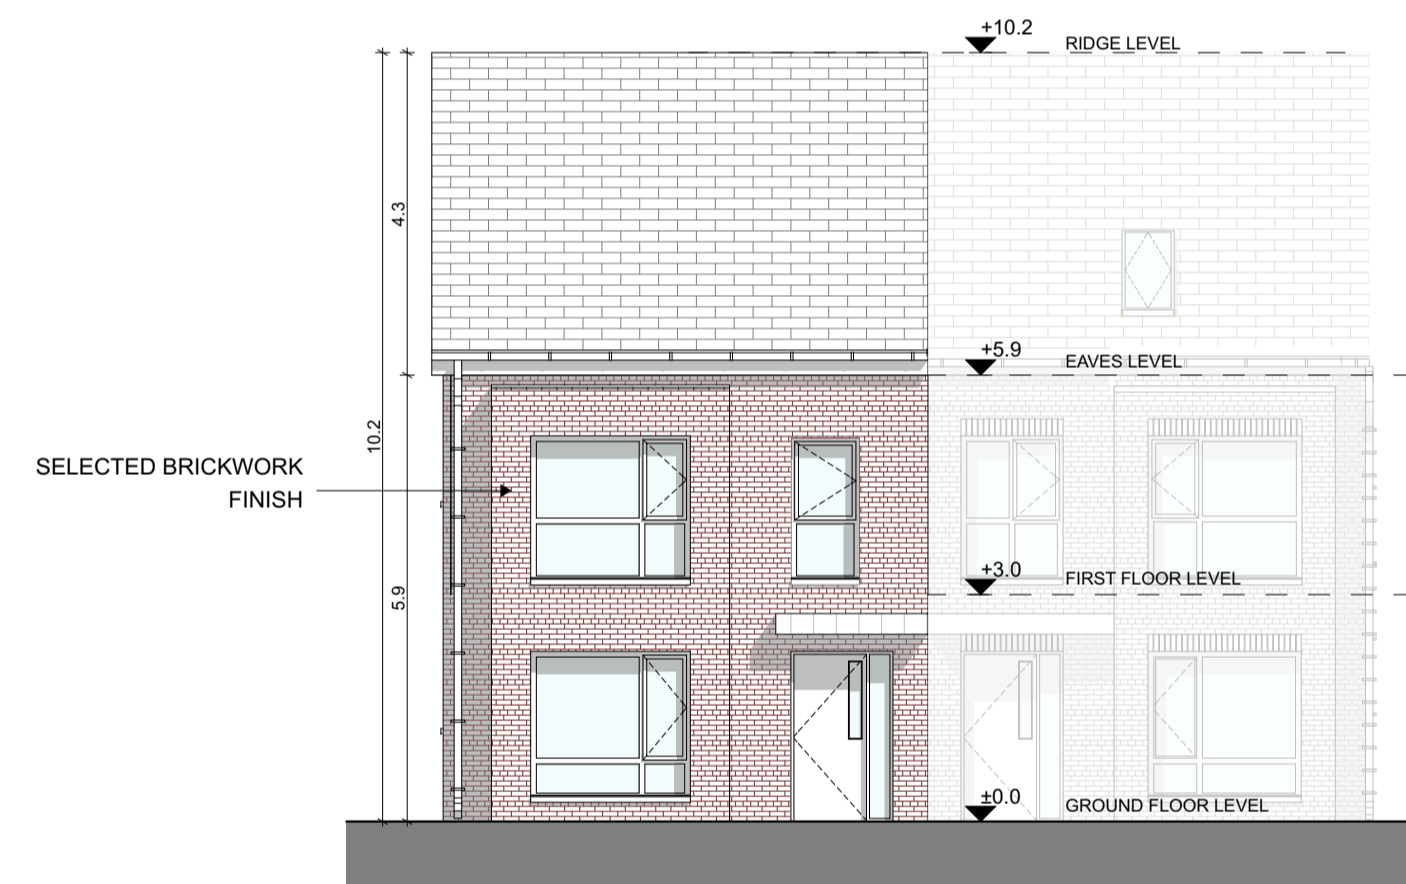 +10.2
RIDGE LEVEL
4.3
+5.9
EAVES LEVEL
10.2
SELECTED BRICKWORK
FINISH
5.9
+3.0
FIRST FLOOR LEVEL
±0.0
GROUND FLOOR LEVEL